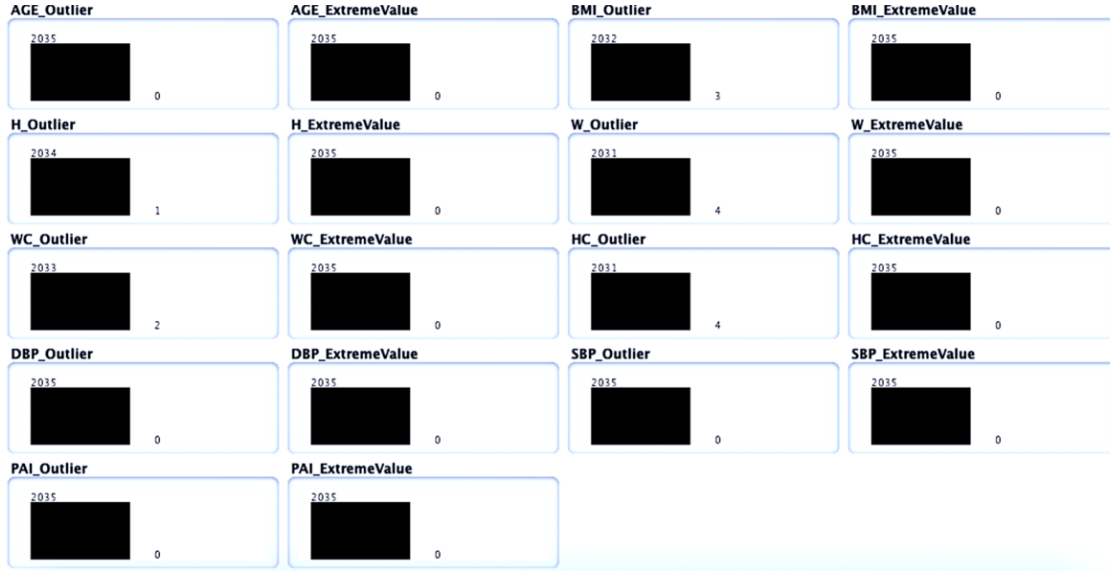 AGE_Outlier AGE_ExtremeValue BMI_Outlier BMI_ExtremeValue
2035 2035 2032 2035
0 0 3 0
H_Outlier H_ExtremeValue W_Outlier W_ExtremeValue
2034 2035 2031 2035
1 0 4 0
WC_Outlier WC_ExtremeValue HC_Outlier HC_ExtremeValue
2033 2035 2031 2035
2 0 4 0
DBP_Outlier DBP_ExtremeValue SBP_Outlier SBP_ExtremeValue
2035 2035 2035 2035
0 0 0 0
PAI_Outlier PAI_ExtremeValue
2035 2035
0 0